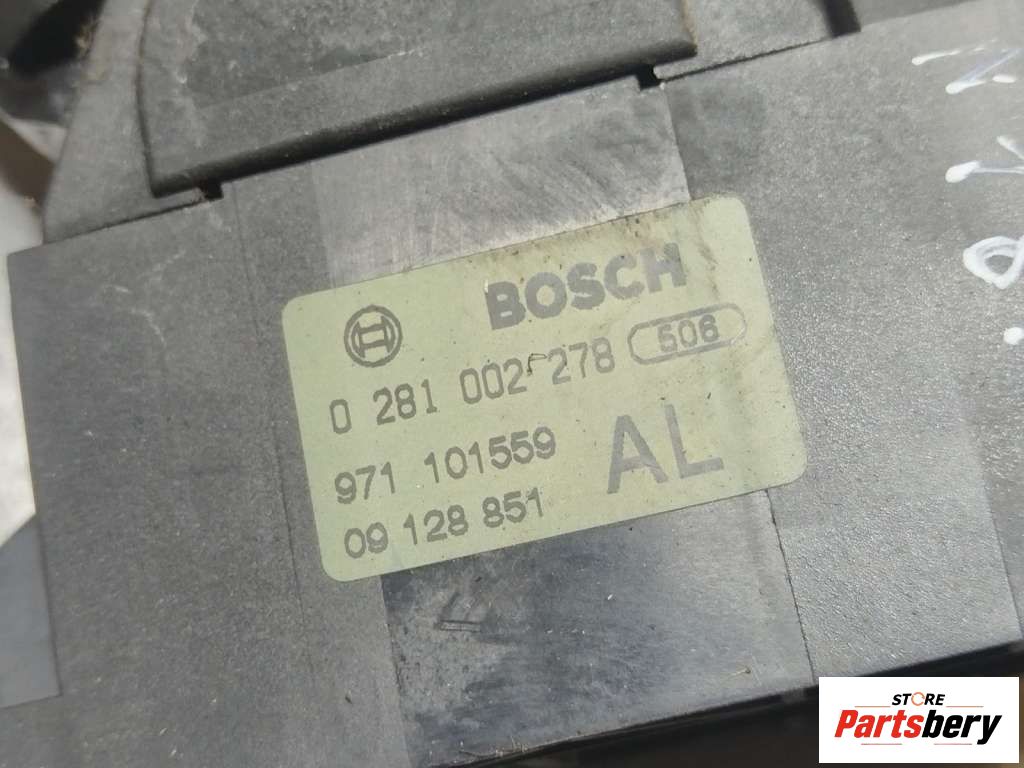 BOSCH
0 281 002 278 506
971 101559
AL
09 128 851
STORE
Partsbery